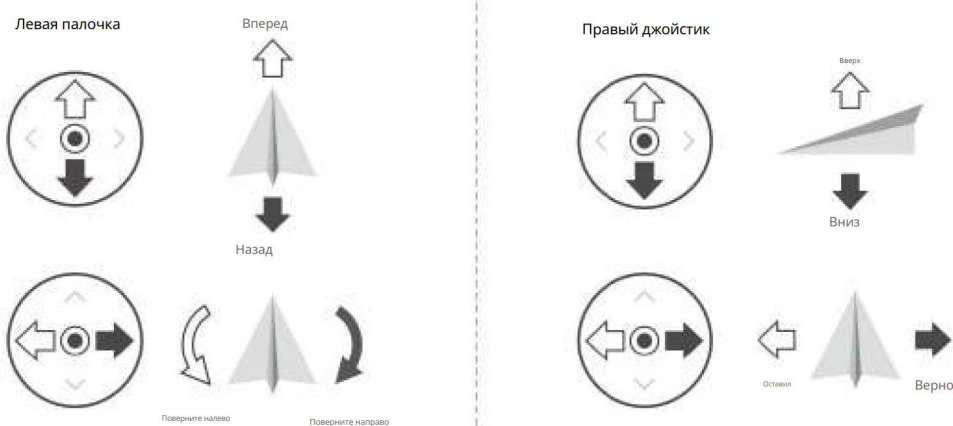 Левая палочка
Вперед
Назад
Поверните налево
Поверните направо
Правый джойстик
Вверх
Вниз
Оставил
Верно